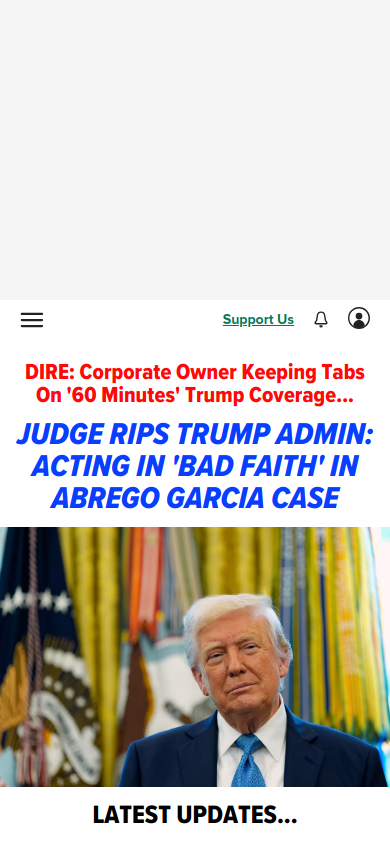 Support Us
DIRE: Corporate Owner Keeping Tabs
On '60 Minutes' Trump Coverage...
JUDGE RIPS TRUMP ADMIN:
ACTING IN 'BAD FAITH' IN
ABREGO GARCIA CASE
LATEST UPDATES...